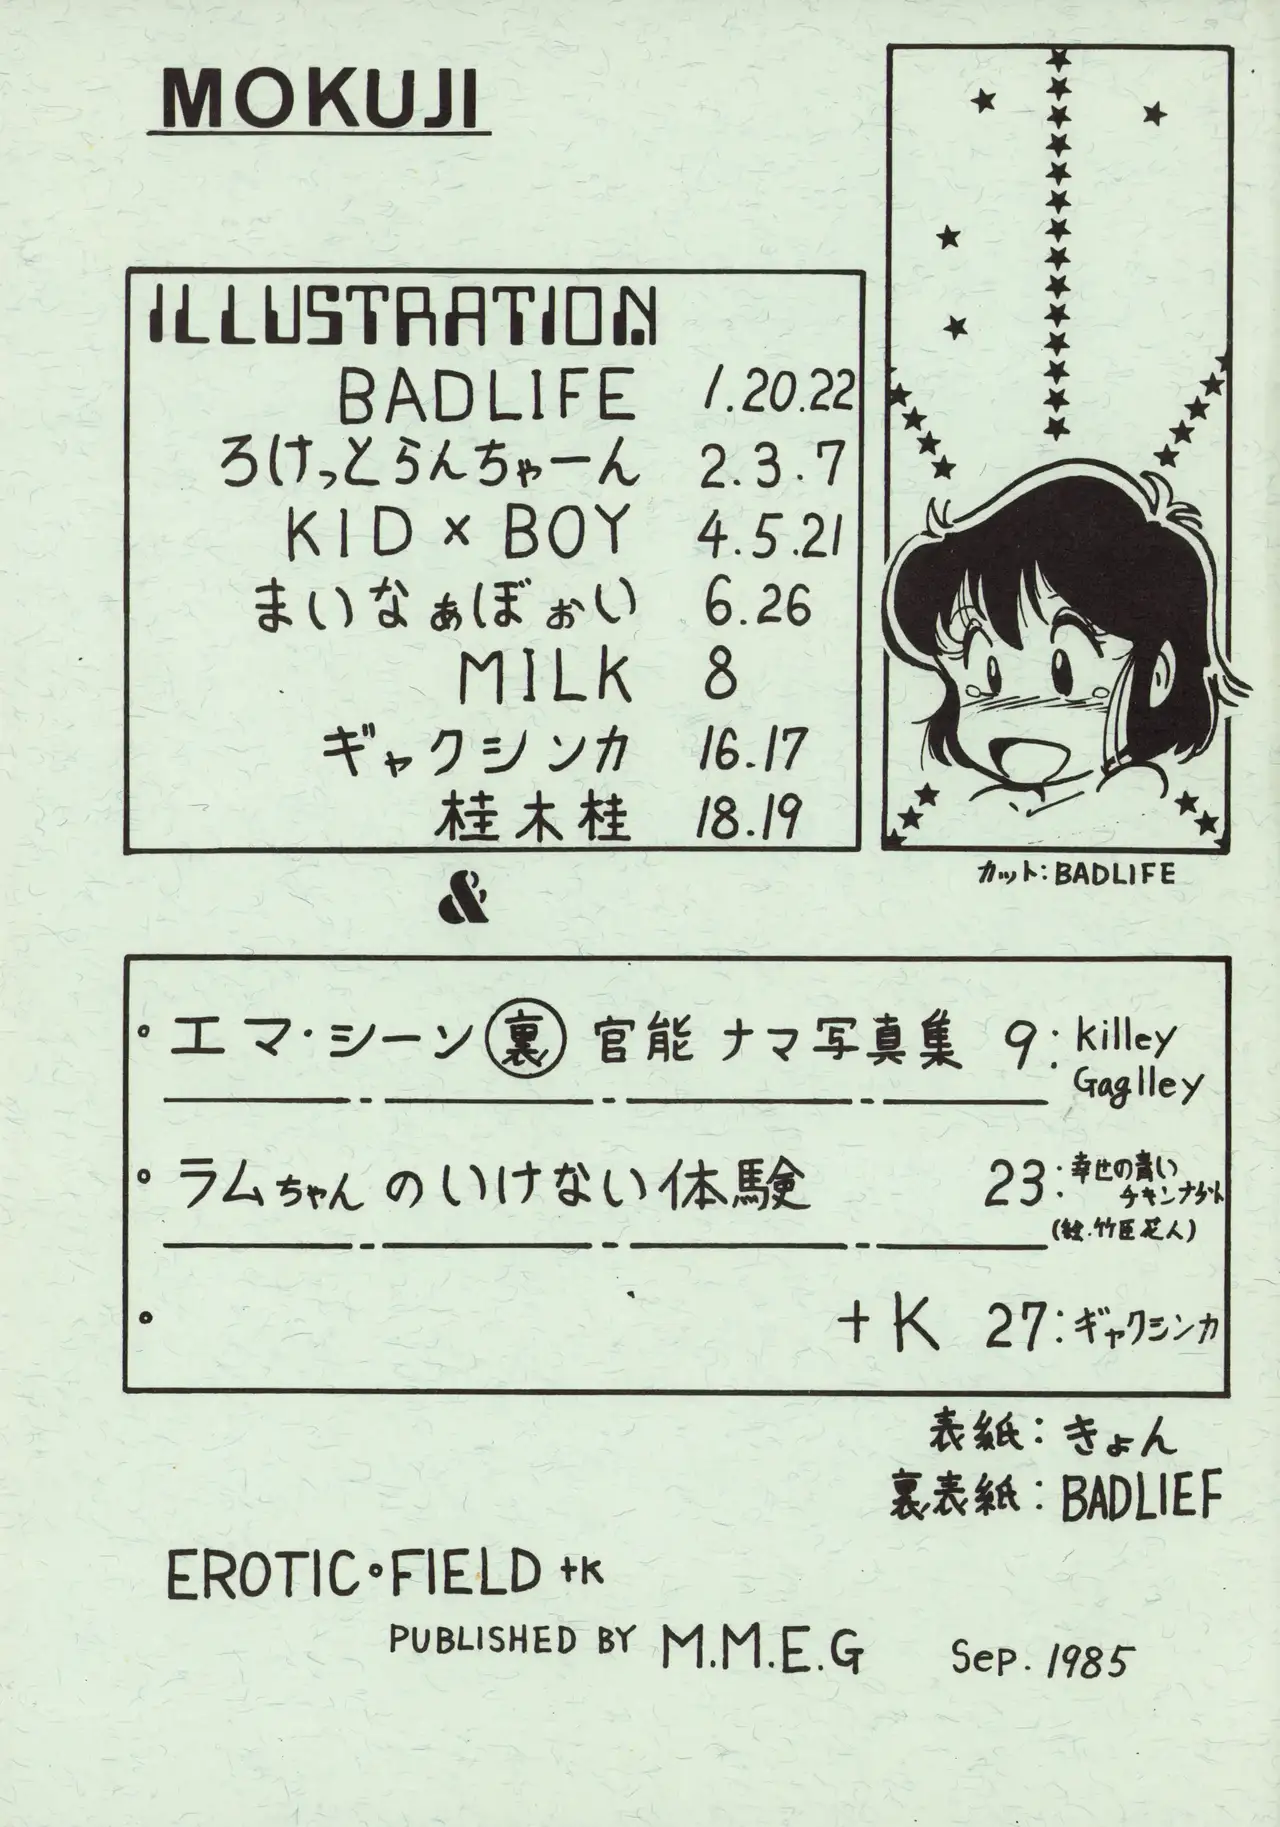 MOKUJI
ILLUSTRATION
BADLIFE 1.20.22
ろけっとらんちゃーん 2.3.7
KID × BOY 4.5.21
まいなぁぼぉい 6.26
MILK 8
ギャクシンカ 16.17
桂木桂 18.19
カット:BADLIFE
&
エマ・シーン裏官能ナマ写真集 9: Killey
Gaglley
ラムちゃんのいけない体験 23: 幸せの青い
チキンナゲット
(絵・竹臣花人)
+K 27:ギャクシンカ
表紙:きょん
裏表紙:BADLIEF
EROTIC・FIELD +K
PUBLISHED BY M.M.E.G Sep. 1985